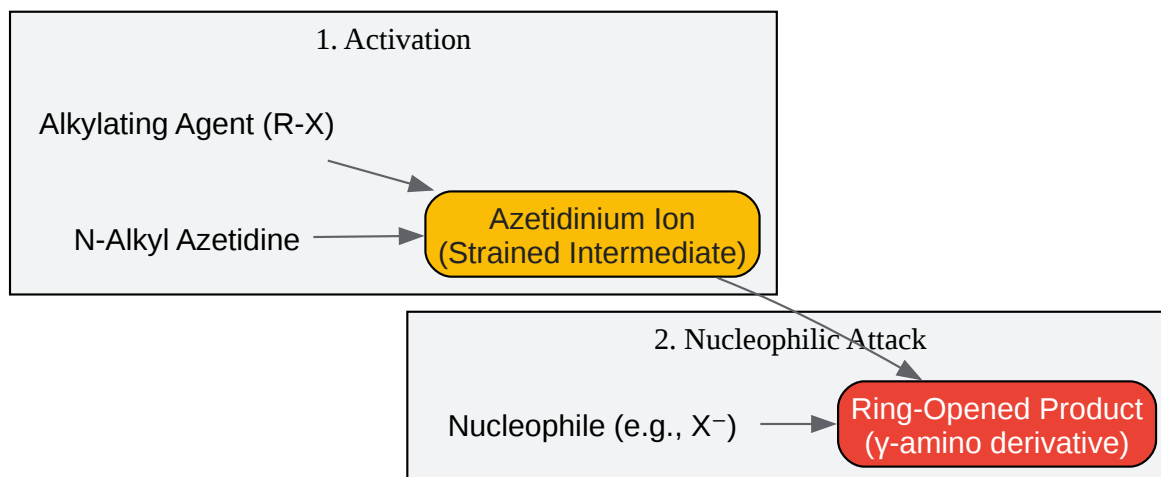 1. Activation
Alkylating Agent (R-X)
N-Alkyl Azetidine
Azetidinium Ion
(Strained Intermediate)
2. Nucleophilic Attack
Nucleophile (e.g., X⁻)
Ring-Opened Product
(γ-amino derivative)